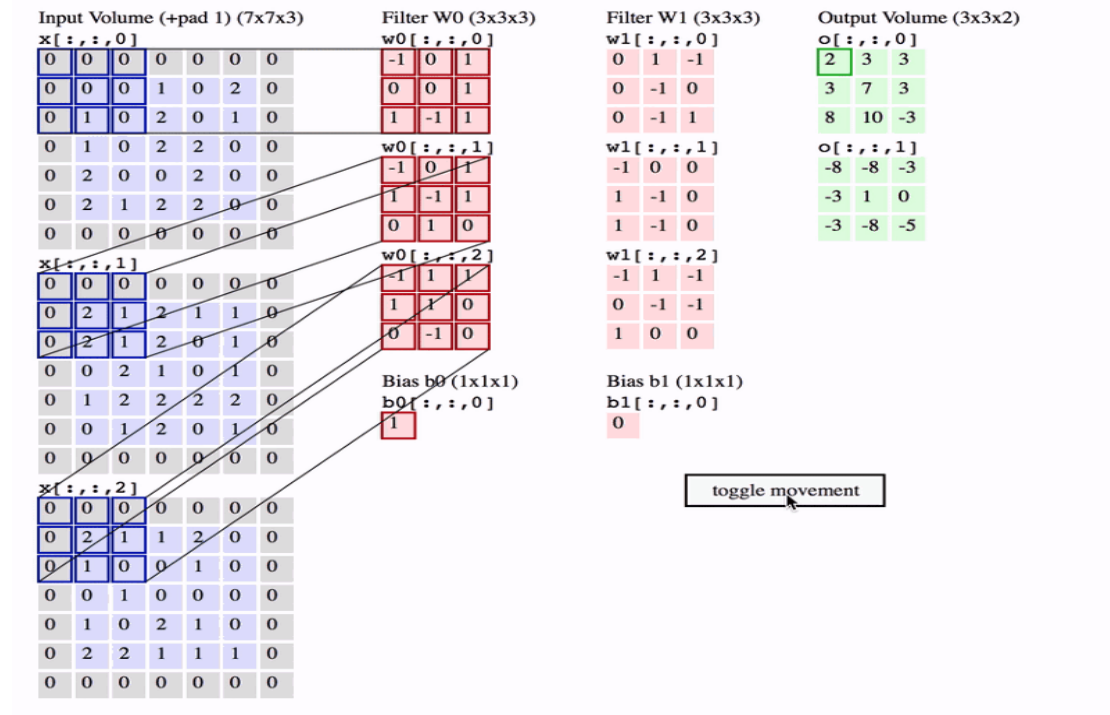 Input Volume (+pad 1) (7x7x3)
x[:,:,0]
0 0 0 0 0 0 0
0 0 0 1 0 2 0
0 1 0 2 0 1 0
0 1 0 2 2 0 0
0 2 0 0 2 0 0
0 2 1 2 2 0 0
0 0 0 0 0 0 0
x[:,:,1]
0 0 0 0 0 0 0
0 2 1 2 1 1 0
0 2 1 2 0 1 0
0 0 2 1 0 1 0
0 1 2 2 2 2 0
0 0 1 2 0 1 0
0 0 0 0 0 0 0
x[:,:,2]
0 0 0 0 0 0 0
0 2 1 1 2 0 0
0 1 0 0 1 0 0
0 0 1 0 0 0 0
0 1 0 2 1 0 0
0 2 2 1 1 1 0
0 0 0 0 0 0 0
Filter W0 (3x3x3)
w0[:,:,0]
-1 0 1
0 0 1
1 -1 1
w0[:,:,1]
-1 0 1
1 -1 1
0 1 0
w0[:,:,2]
-1 1 1
1 1 0
0 -1 0
Bias b0 (1x1x1)
b0[:,:,0]
1
Filter W1 (3x3x3)
w1[:,:,0]
0 1 -1
0 -1 0
0 -1 1
w1[:,:,1]
-1 0 0
1 -1 0
1 -1 0
w1[:,:,2]
-1 1 -1
0 -1 -1
1 0 0
Bias b1 (1x1x1)
b1[:,:,0]
0
Output Volume (3x3x2)
o[:,:,0]
2 3 3
3 7 3
8 10 -3
o[:,:,1]
-8 -8 -3
-3 1 0
-3 -8 -5
toggle movement